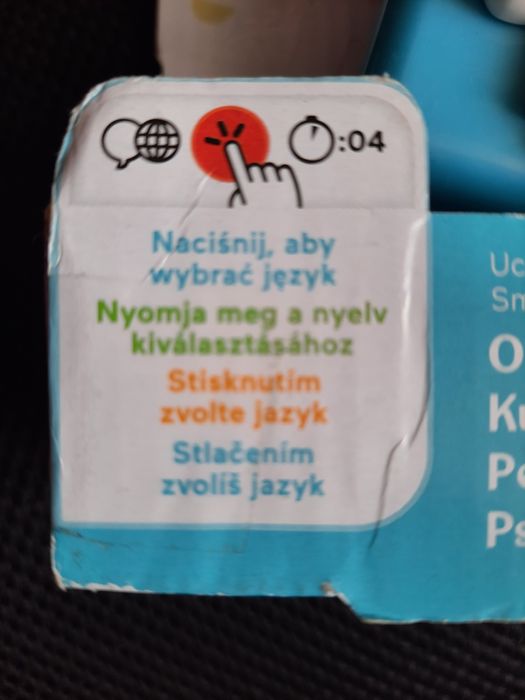 :04
Naciśnij, aby
wybrać język
Nyomja meg a nyelv
kiválasztásához
Stisknutím
zvolte jazyk
Stlačením
zvolíš jazyk